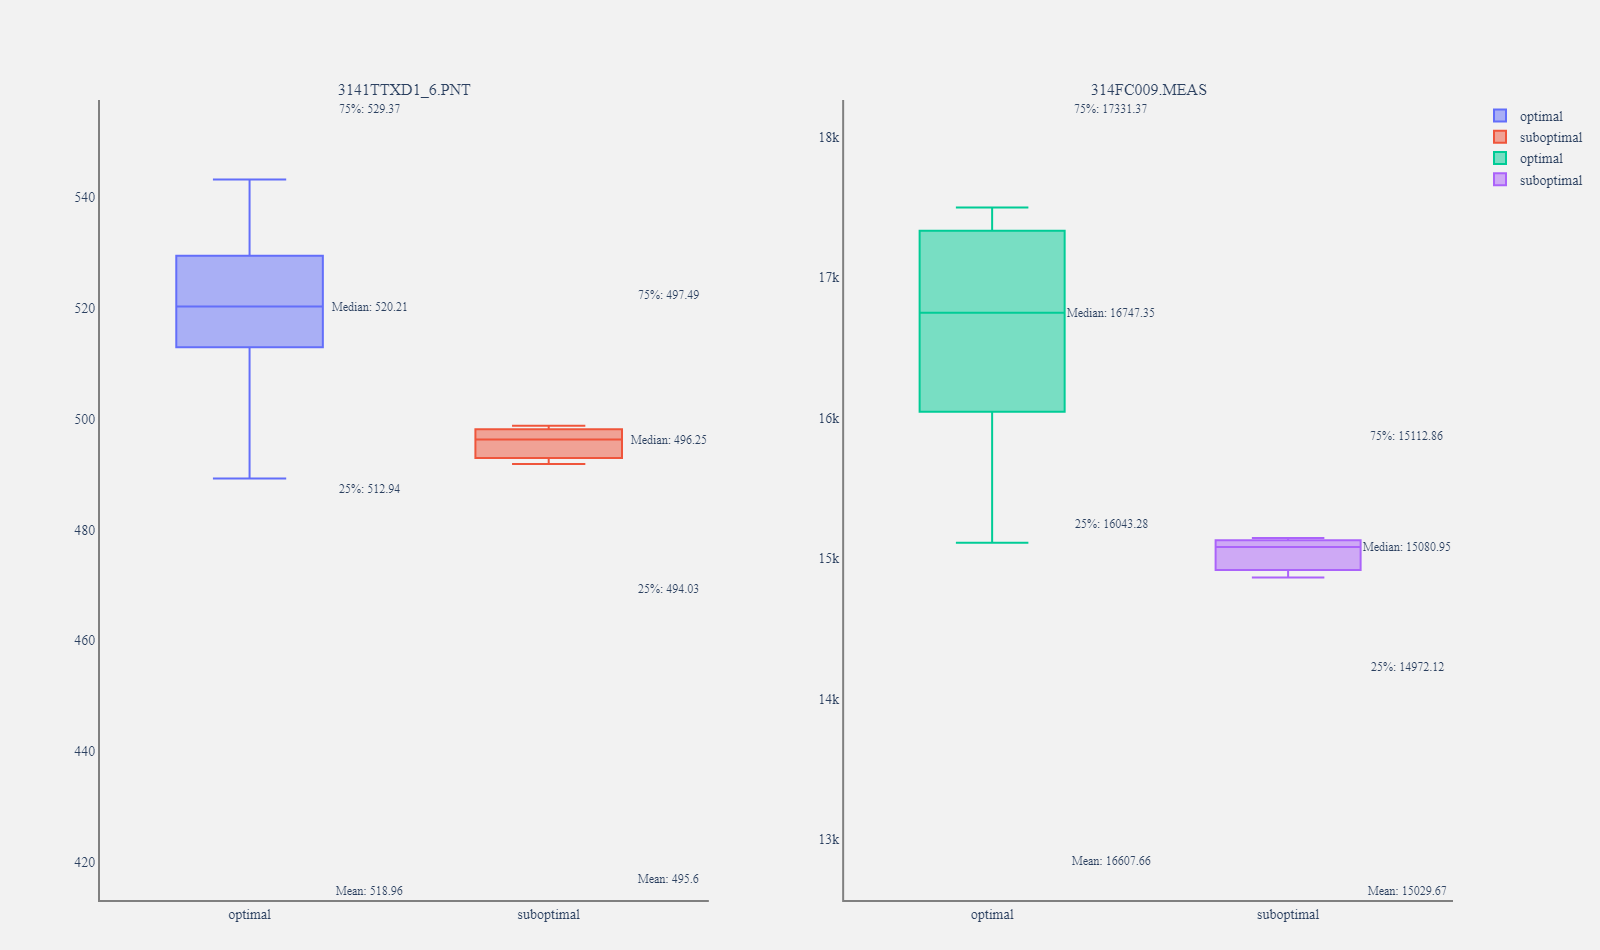 3141TTXD1_6.PNT
75%: 529.37
540
520
500
480
460
440
420
Median: 520.21
75%: 497.49
Median: 496.25
25%: 512.94
25%: 494.03
Mean: 495.6
Mean: 518.96
optimal
suboptimal
314FC009.MEAS
75%: 17331.37
18k
17k
16k
15k
14k
13k
Median: 16747.35
75%: 15112.86
25%: 16043.28
Median: 15080.95
25%: 14972.12
Mean: 16607.66
Mean: 15029.67
optimal
suboptimal
optimal
suboptimal
optimal
suboptimal